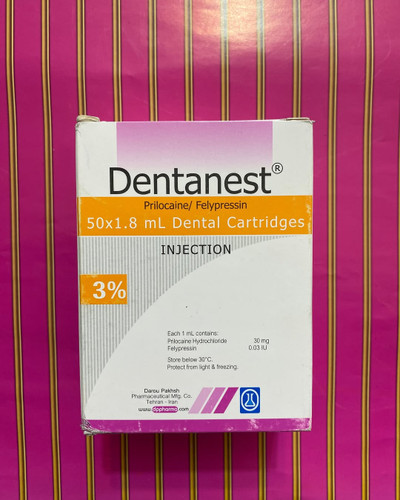 Dentanest®
Prilocaine/ Felypressin
50x1.8 mL Dental Cartridges
INJECTION
3%
Each 1 mL contains:
Prilocaine Hydrochloride 30 mg
Felypressin 0.03 IU
Store below 30°C.
Protect from light & freezing.
Darou Pakhsh
Pharmaceutical Mfg. Co.
Tehran - Iran
www.dppharma.com